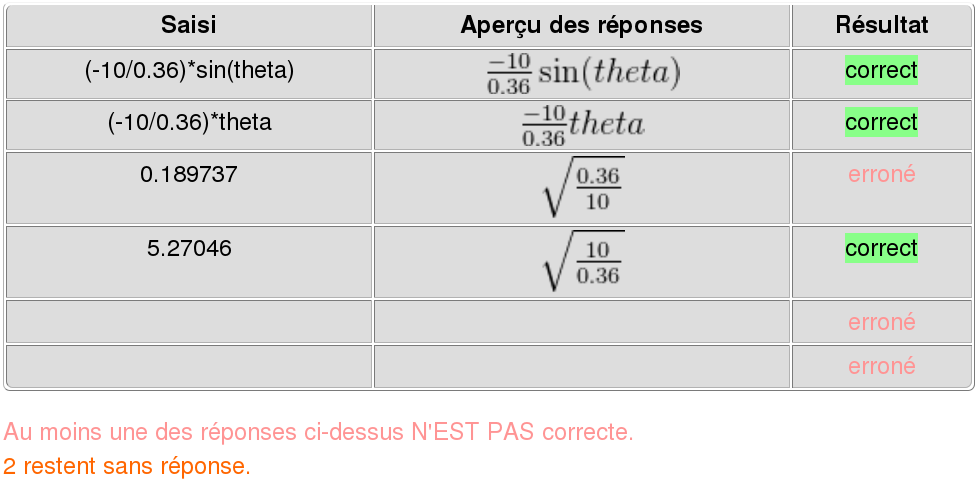 Saisi Aperçu des réponses Résultat
(-10/0.36)*sin(theta) \frac{-10}{0.36} sin(theta) correct
(-10/0.36)*theta \frac{-10}{0.36}theta correct
0.189737 \sqrt{\frac{0.36}{10}} erroné
5.27046 \sqrt{\frac{10}{0.36}} correct
erroné
erroné
Au moins une des réponses ci-dessus N'EST PAS correcte.
2 restent sans réponse.